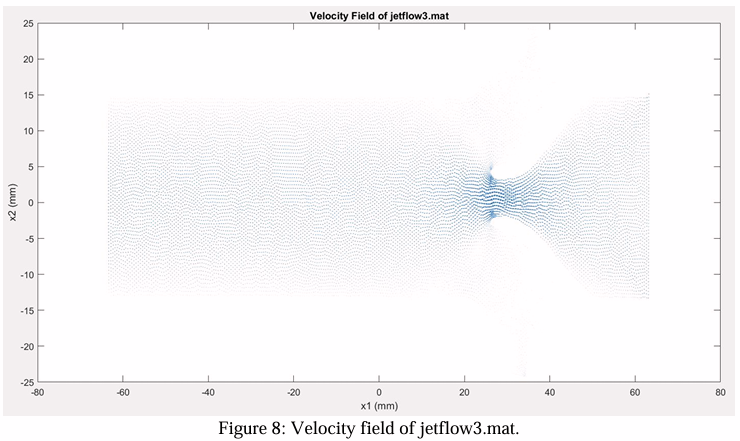 Velocity Field of jetflow3.mat
25
20
15
10
5
0
-5
-10
-15
-20
-25
x2 (mm)
-80 -60 -40 -20 0 20 40 60 80
x1 (mm)
Figure 8: Velocity field of jetflow3.mat.